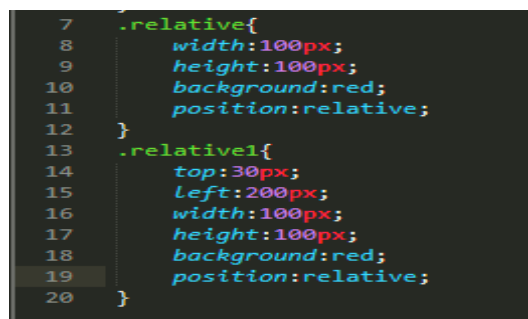 7 .relative{
8 width:100px;
9 height:100px;
10 background:red;
11 position:relative;
12 }
13 .relative1{
14 top:30px;
15 left:200px;
16 width:100px;
17 height:100px;
18 background:red;
19 position:relative;
20 }